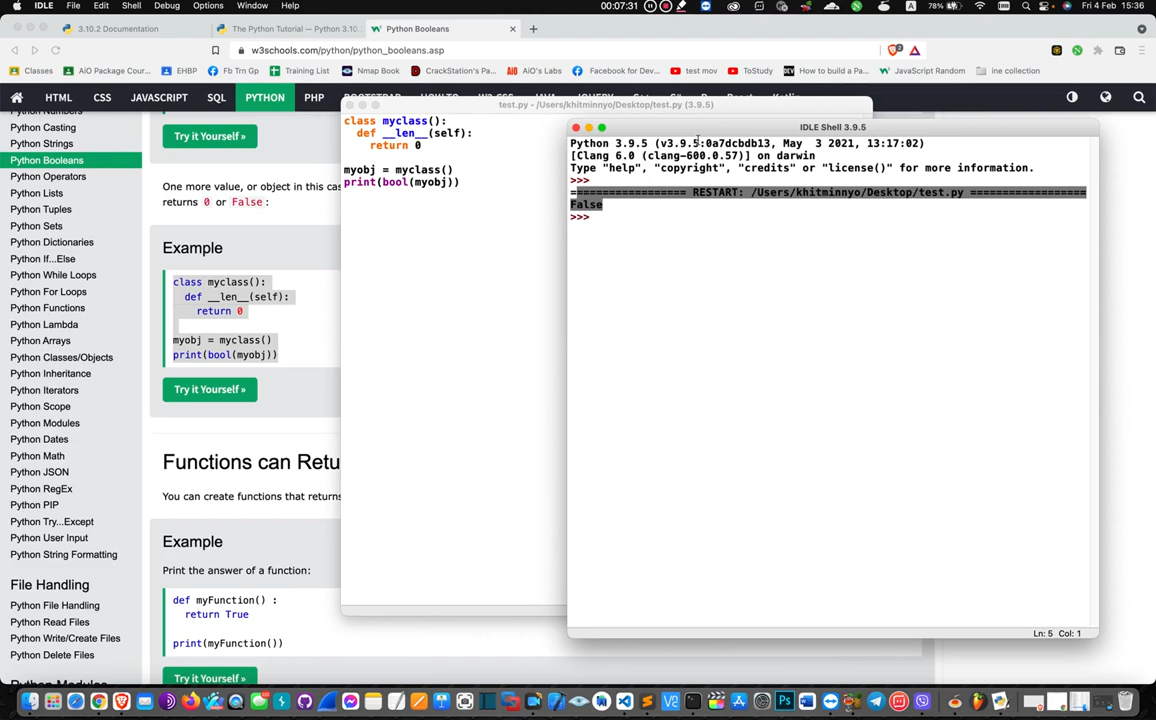 IDLE File Edit Shell Debug Options Window Help 00:07:31 78% Fri 4 Feb 15:36
3.10.2 Documentation
The Python Tutorial — Python 3.10.
Python Booleans
w3schools.com/python/python_booleans.asp
Classes AiO Package Cour... EHBP Fb Trn Gp Training List Nmap Book CrackStation's Pa... AiO's Labs Facebook for Dev... test mov ToStudy How to build a Pa... JavaScript Random ine collection
HTML CSS JAVASCRIPT SQL PYTHON PHP
Python Casting
Python Strings
Python Booleans
Python Operators
Python Lists
Python Tuples
Python Sets
Python Dictionaries
Python If...Else
Python While Loops
Python For Loops
Python Functions
Python Lambda
Python Arrays
Python Classes/Objects
Python Inheritance
Python Iterators
Python Scope
Python Modules
Python Dates
Python Math
Python JSON
Python RegEx
Python PIP
Python Try...Except
Python User Input
Python String Formatting
File Handling
Python File Handling
Python Read Files
Python Write/Create Files
Python Delete Files
Try it Yourself »
One more value, or object in this cas
returns 0 or False:
Example
class myclass():
def __len__(self):
return 0
myobj = myclass()
print(bool(myobj))
Try it Yourself »
Functions can Retu
You can create functions that returns
Example
Print the answer of a function:
def myFunction() :
return True
print(myFunction())
Try it Yourself »
test.py - /Users/khitminnyo/Desktop/test.py (3.9.5)
class myclass():
def __len__(self):
return 0
myobj = myclass()
print(bool(myobj))
IDLE Shell 3.9.5
Python 3.9.5 (v3.9.5:0a7dcbdb13, May 3 2021, 13:17:02)
[Clang 6.0 (clang-600.0.57)] on darwin
Type "help", "copyright", "credits" or "license()" for more information.
>>>
================= RESTART: /Users/khitminnyo/Desktop/test.py =================
False
>>>
Ln: 5 Col: 1